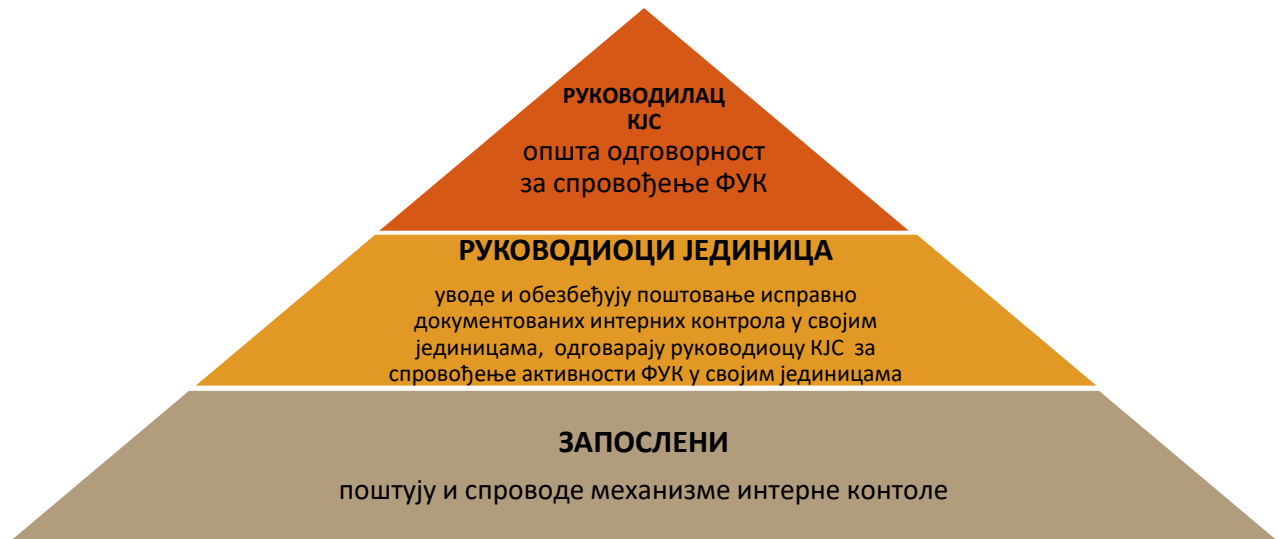 РУКОВОДИЛАЦ
КЈС
општа одговорност
за спровођење ФУК
РУКОВОДИОЦИ ЈЕДИНИЦА
уводе и обезбеђују поштовање исправно
документованих интерних контрола у својим
јединицама, одговарају руководиоцу КЈС за
спровођење активности ФУК у својим јединицама
ЗАПОСЛЕНИ
поштују и спроводе механизме интерне контоле